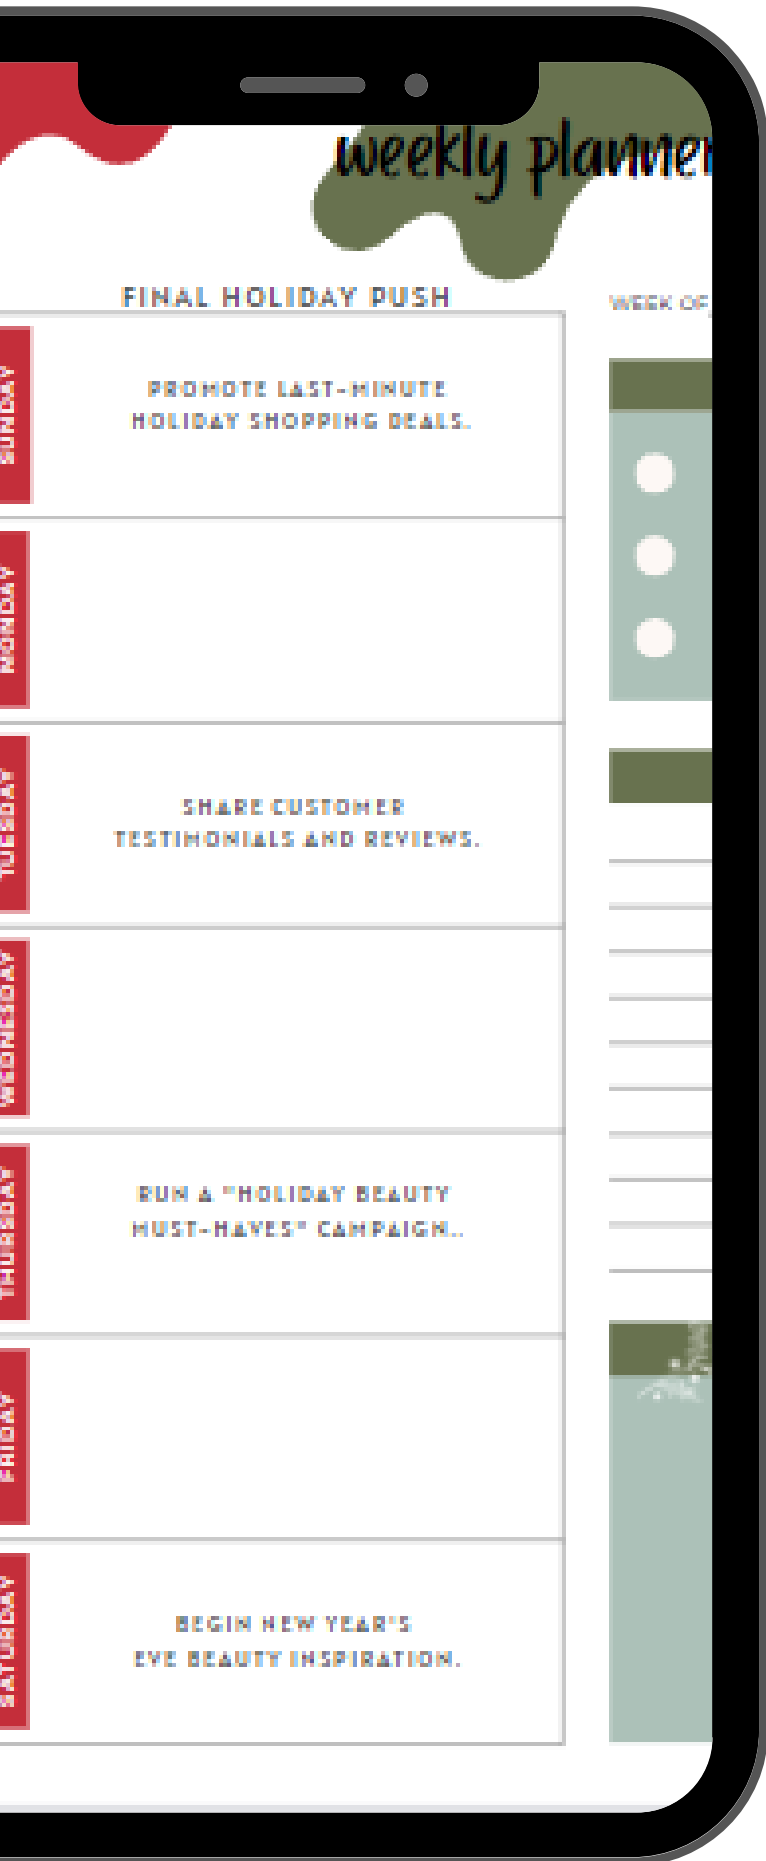 weekly planner
FINAL HOLIDAY PUSH
WEEK OF
SUNDAY
PROMOTE LAST-MINUTE
HOLIDAY SHOPPING DEALS.
MONDAY
TUESDAY
SHARE CUSTOMER
TESTIMONIALS AND REVIEWS.
WEDNESDAY
THURSDAY
RUN A "HOLIDAY BEAUTY
MUST-HAVES" CAMPAIGN..
FRIDAY
SATURDAY
BEGIN NEW YEAR'S
EVE BEAUTY INSPIRATION.